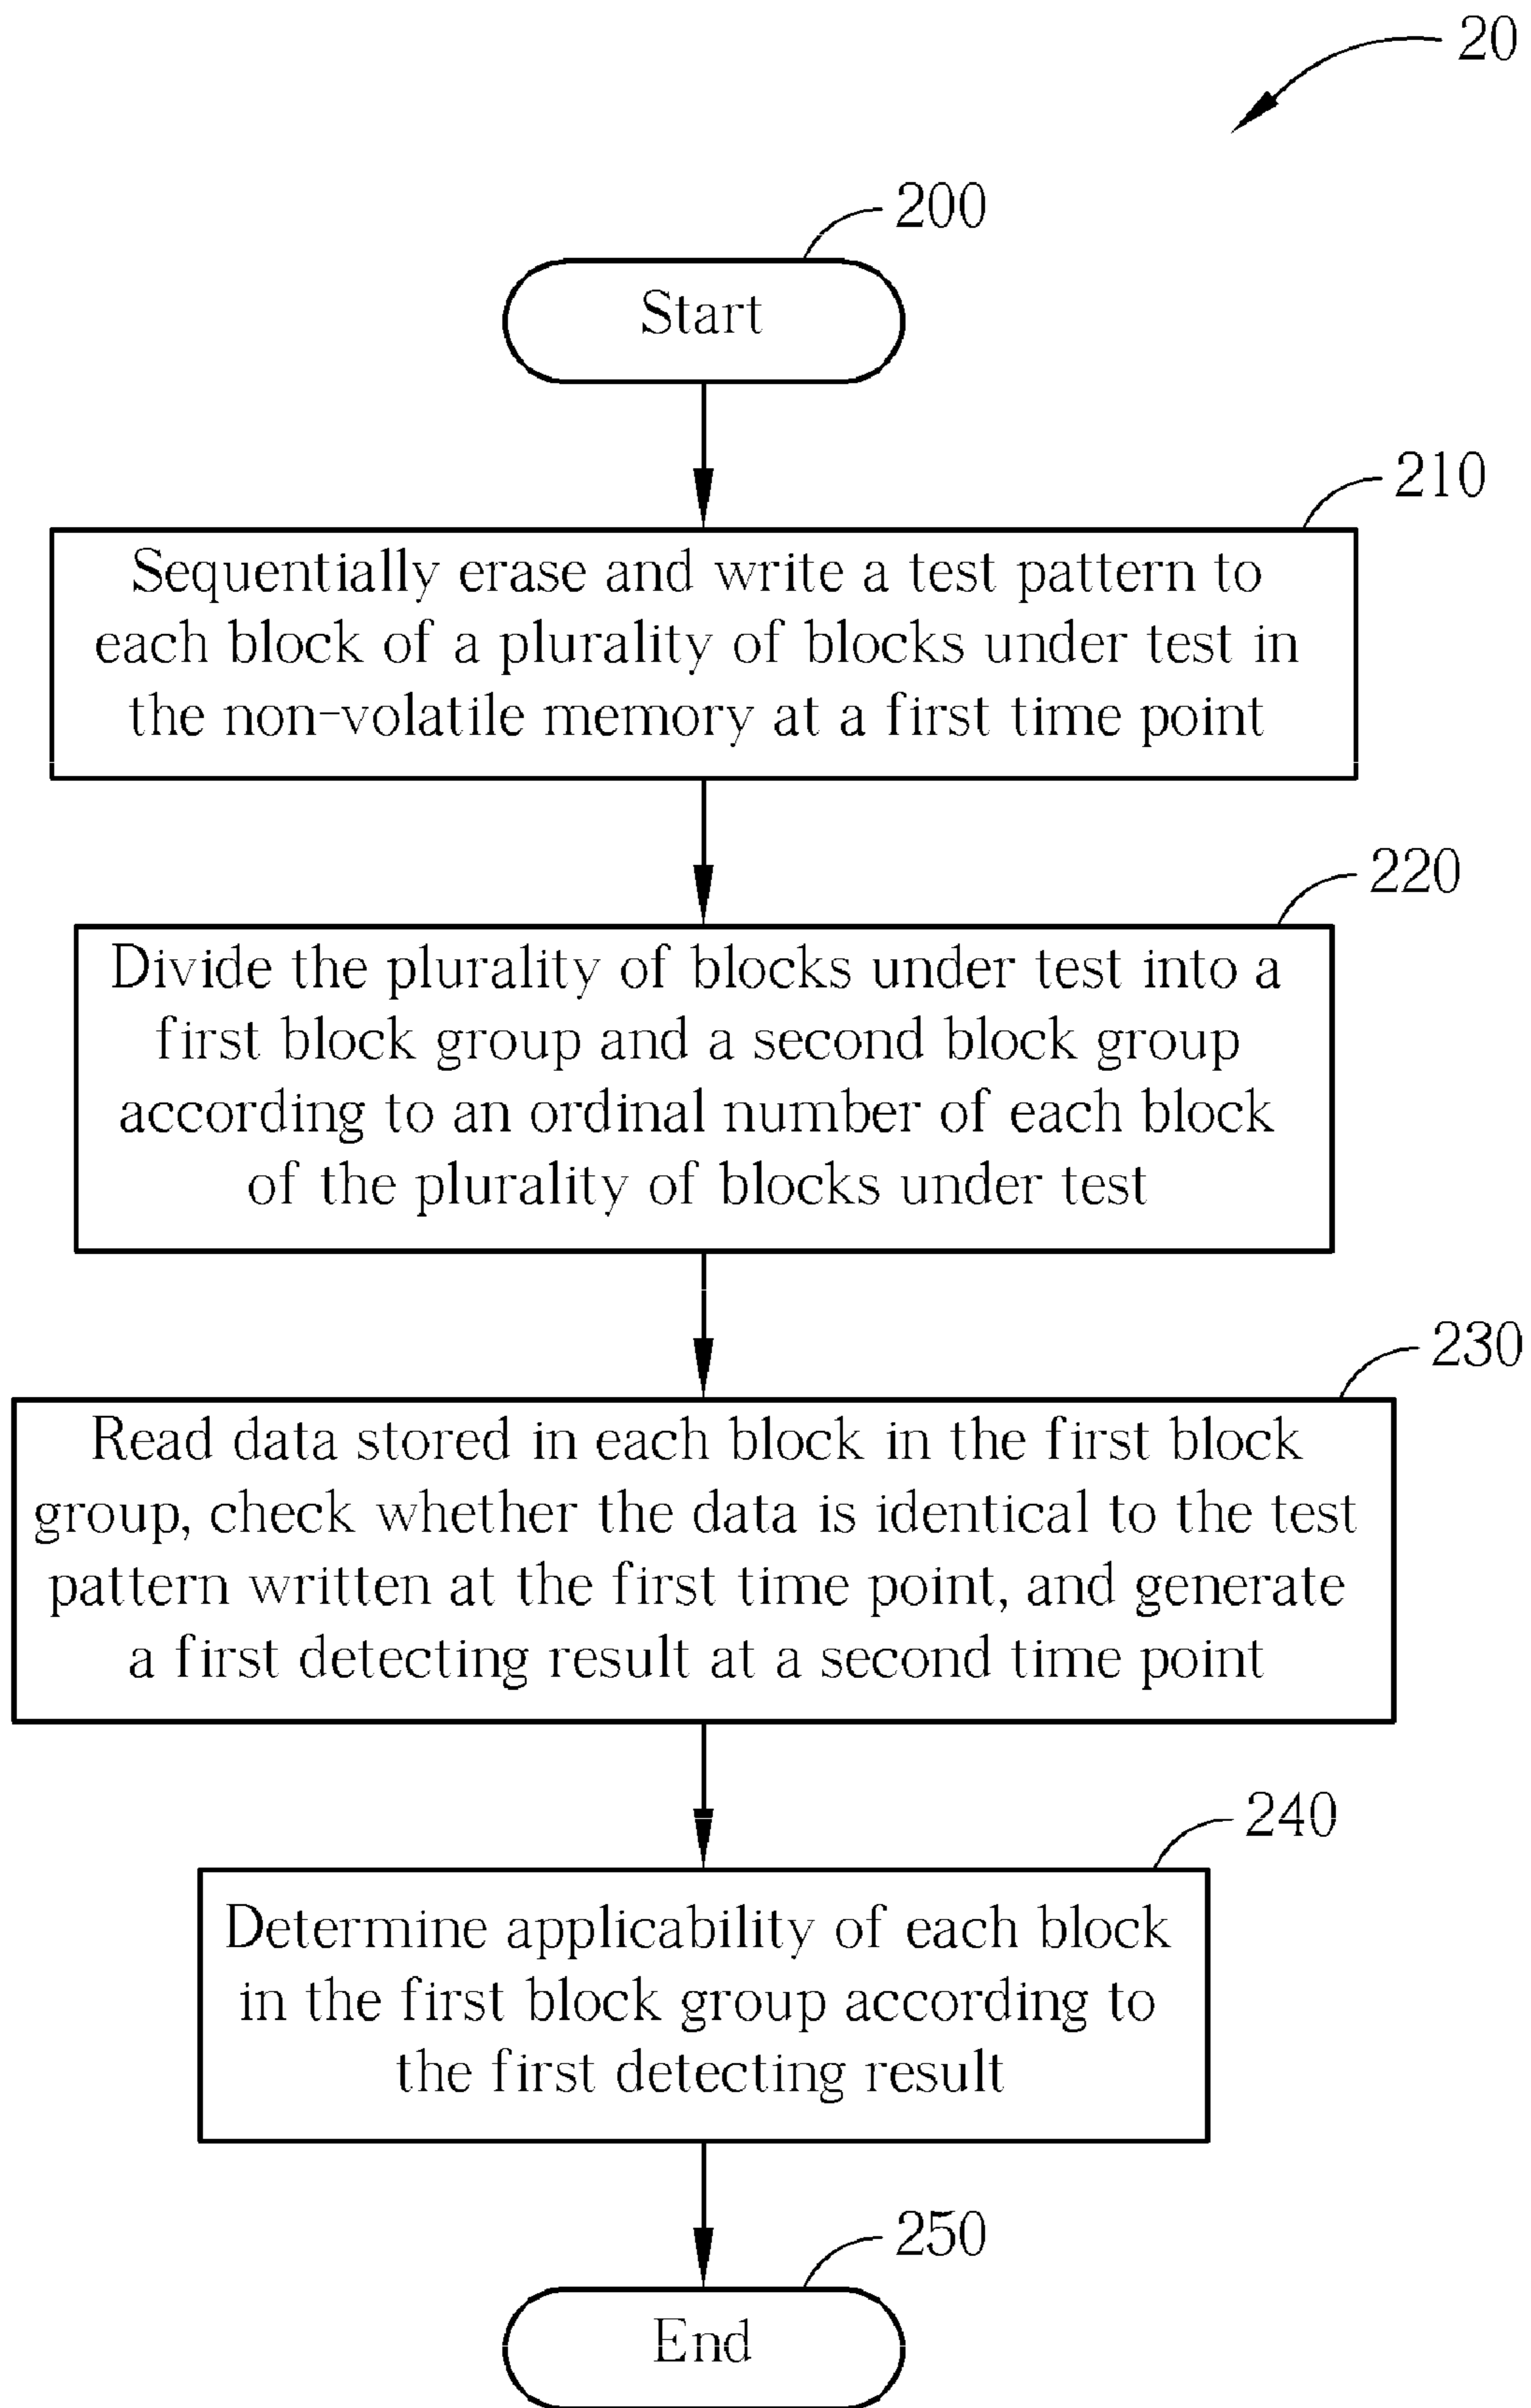 20
200
Start
210
Sequentially erase and write a test pattern to
each block of a plurality of blocks under test in
the non-volatile memory at a first time point
220
Divide the plurality of blocks under test into a
first block group and a second block group
according to an ordinal number of each block
of the plurality of blocks under test
230
Read data stored in each block in the first block
group, check whether the data is identical to the test
pattern written at the first time point, and generate
a first detecting result at a second time point
240
Determine applicability of each block
in the first block group according to
the first detecting result
250
End